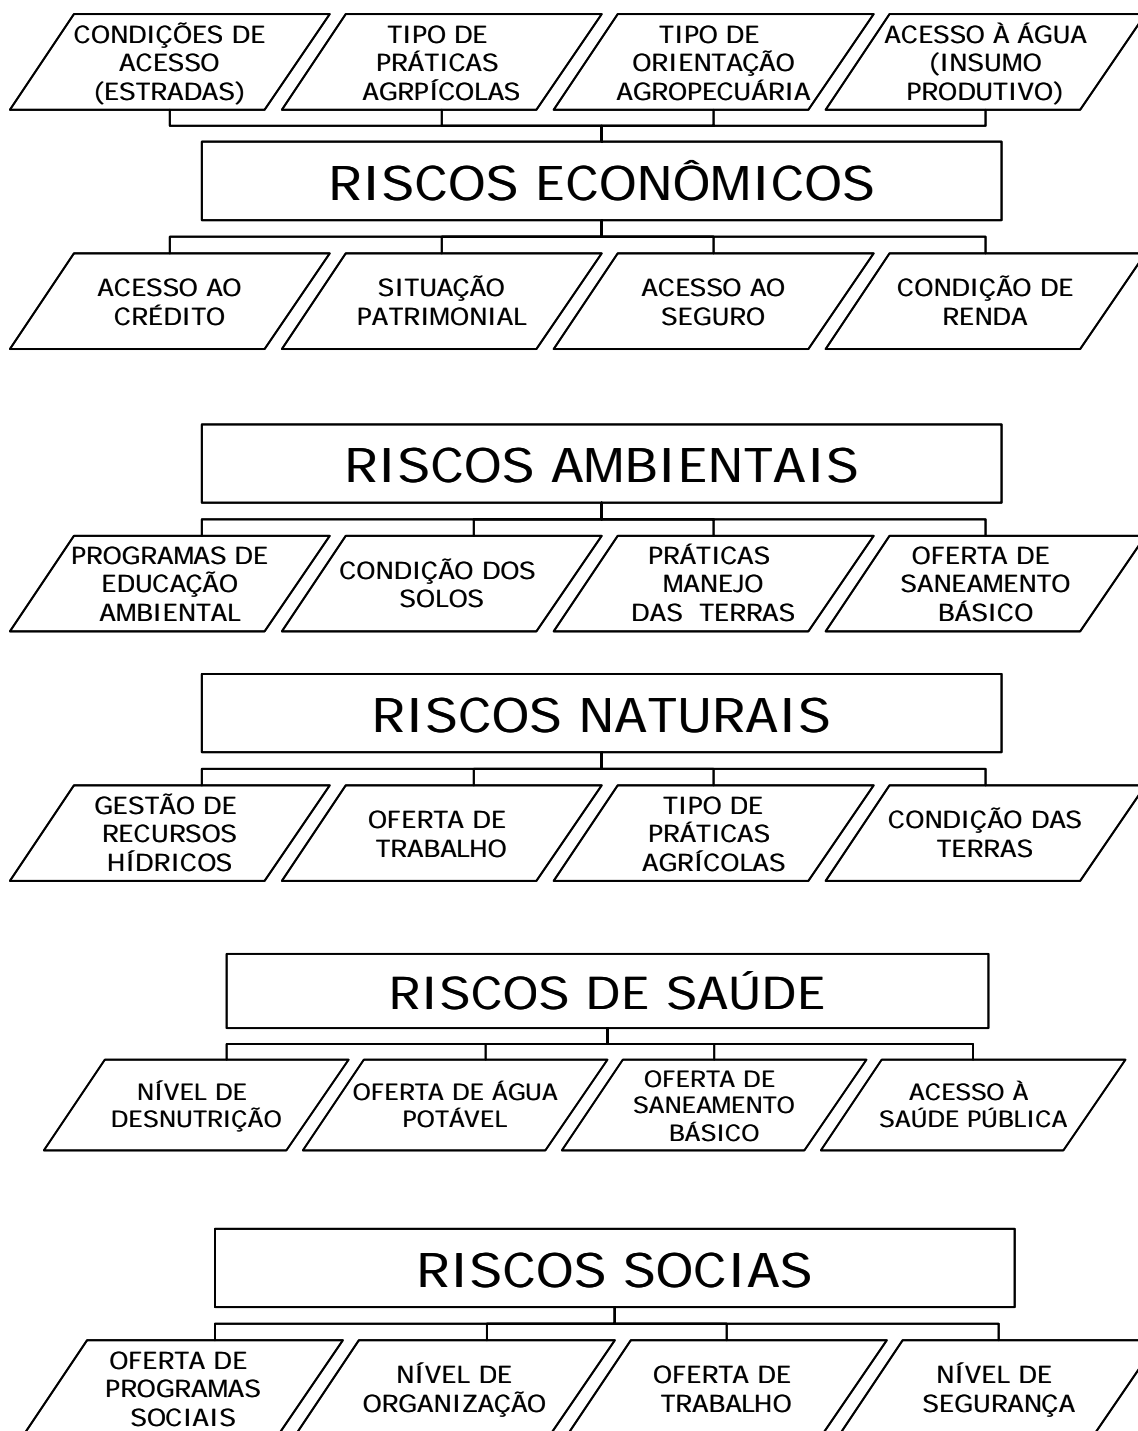 CONDIÇÕES DE
ACESSO
(ESTRADAS)
TIPO DE
PRÁTICAS
AGRPÍCOLAS
TIPO DE
ORIENTAÇÃO
AGROPECUÁRIA
ACESSO À ÁGUA
(INSUMO
PRODUTIVO)
RISCOS ECONÔMICOS
ACESSO AO
CRÉDITO
SITUAÇÃO
PATRIMONIAL
ACESSO AO
SEGURO
CONDIÇÃO DE
RENDA
RISCOS AMBIENTAIS
PROGRAMAS DE
EDUCAÇÃO
AMBIENTAL
CONDIÇÃO DOS
SOLOS
PRÁTICAS
MANEJO
DAS TERRAS
OFERTA DE
SANEAMENTO
BÁSICO
RISCOS NATURAIS
GESTÃO DE
RECURSOS
HÍDRICOS
OFERTA DE
TRABALHO
TIPO DE
PRÁTICAS
AGRÍCOLAS
CONDIÇÃO DAS
TERRAS
RISCOS DE SAÚDE
NÍVEL DE
DESNUTRIÇÃO
OFERTA DE ÁGUA
POTÁVEL
OFERTA DE
SANEAMENTO
BÁSICO
ACESSO À
SAÚDE PÚBLICA
RISCOS SOCIAS
OFERTA DE
PROGRAMAS
SOCIAIS
NÍVEL DE
ORGANIZAÇÃO
OFERTA DE
TRABALHO
NÍVEL DE
SEGURANÇA